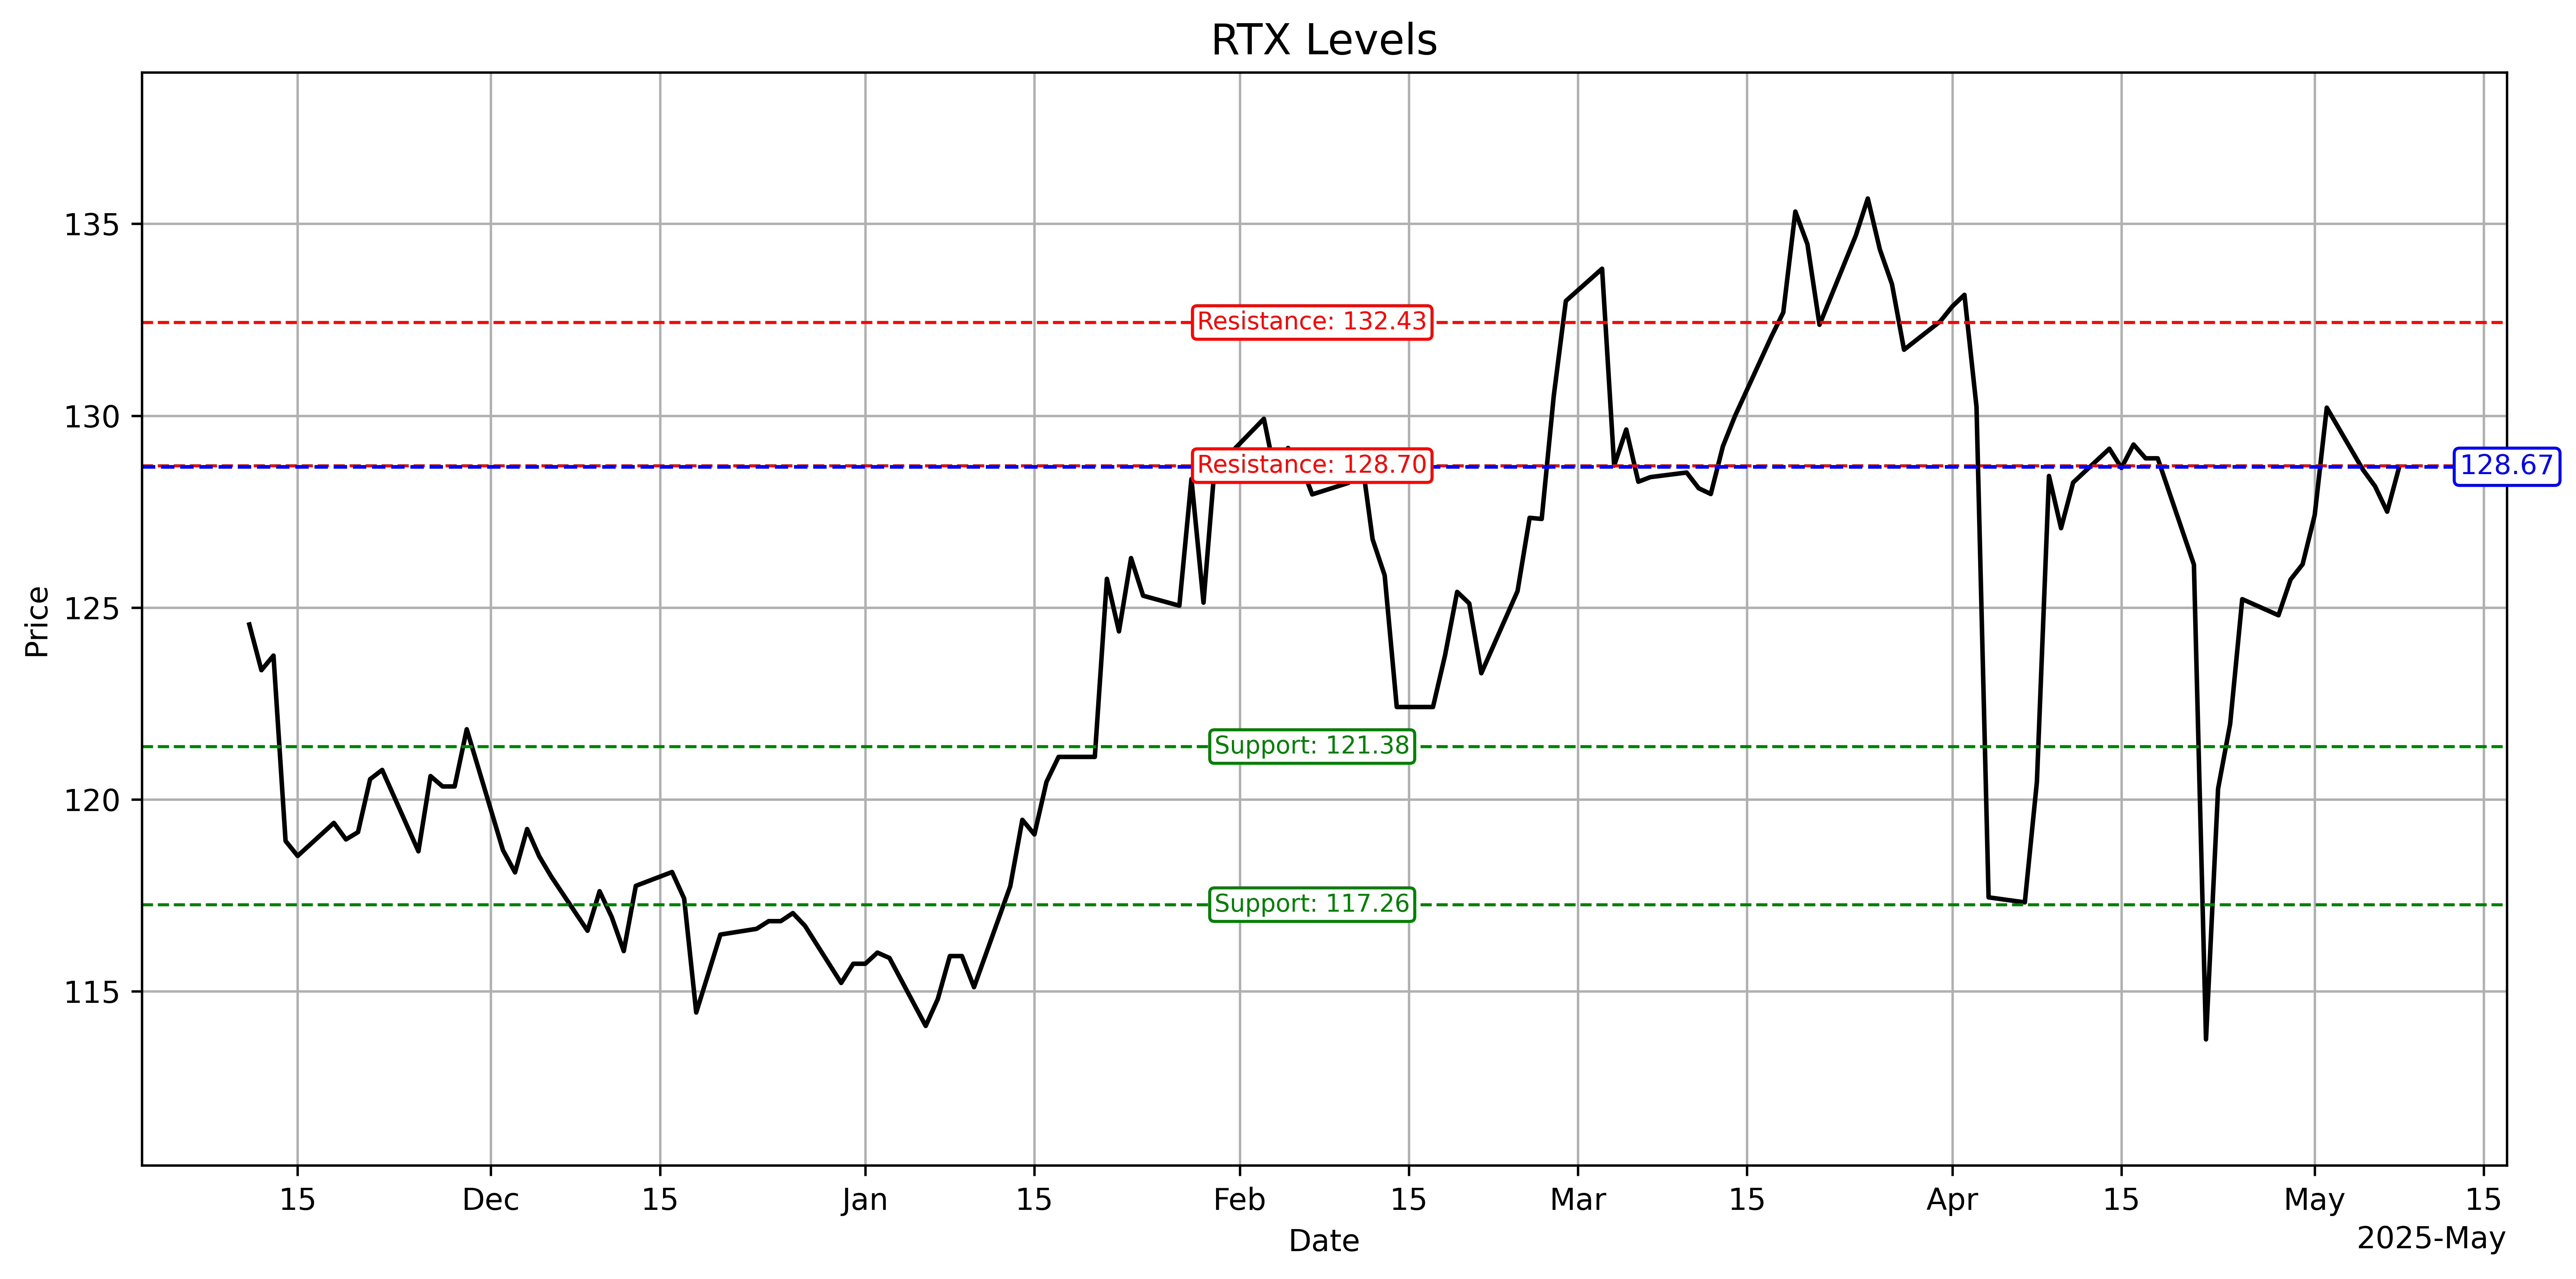 RTX Levels
135
130
125
120
115
Price
Resistance: 132.43
Resistance: 128.70
128.67
Support: 121.38
Support: 117.26
15 Dec 15 Jan 15 Feb 15 Mar 15 Apr 15 May 15
Date
2025-May